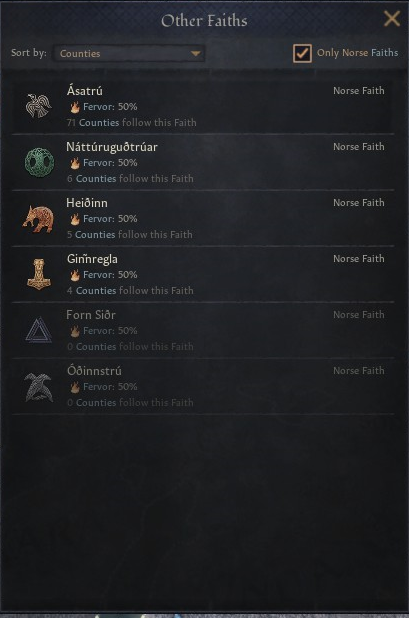 Other Faiths
Sort by: Counties Only Norse Faiths
Ásatrú Norse Faith
Fervor: 50%
71 Counties follow this Faith
Náttúruguðtrúar Norse Faith
Fervor: 50%
6 Counties follow this Faith
Heiðinn Norse Faith
Fervor: 50%
5 Counties follow this Faith
Ginnregla Norse Faith
Fervor: 50%
4 Counties follow this Faith
Forn Siðr Norse Faith
Fervor: 50%
0 Counties follow this Faith
Óðinnstrú Norse Faith
Fervor: 50%
0 Counties follow this Faith